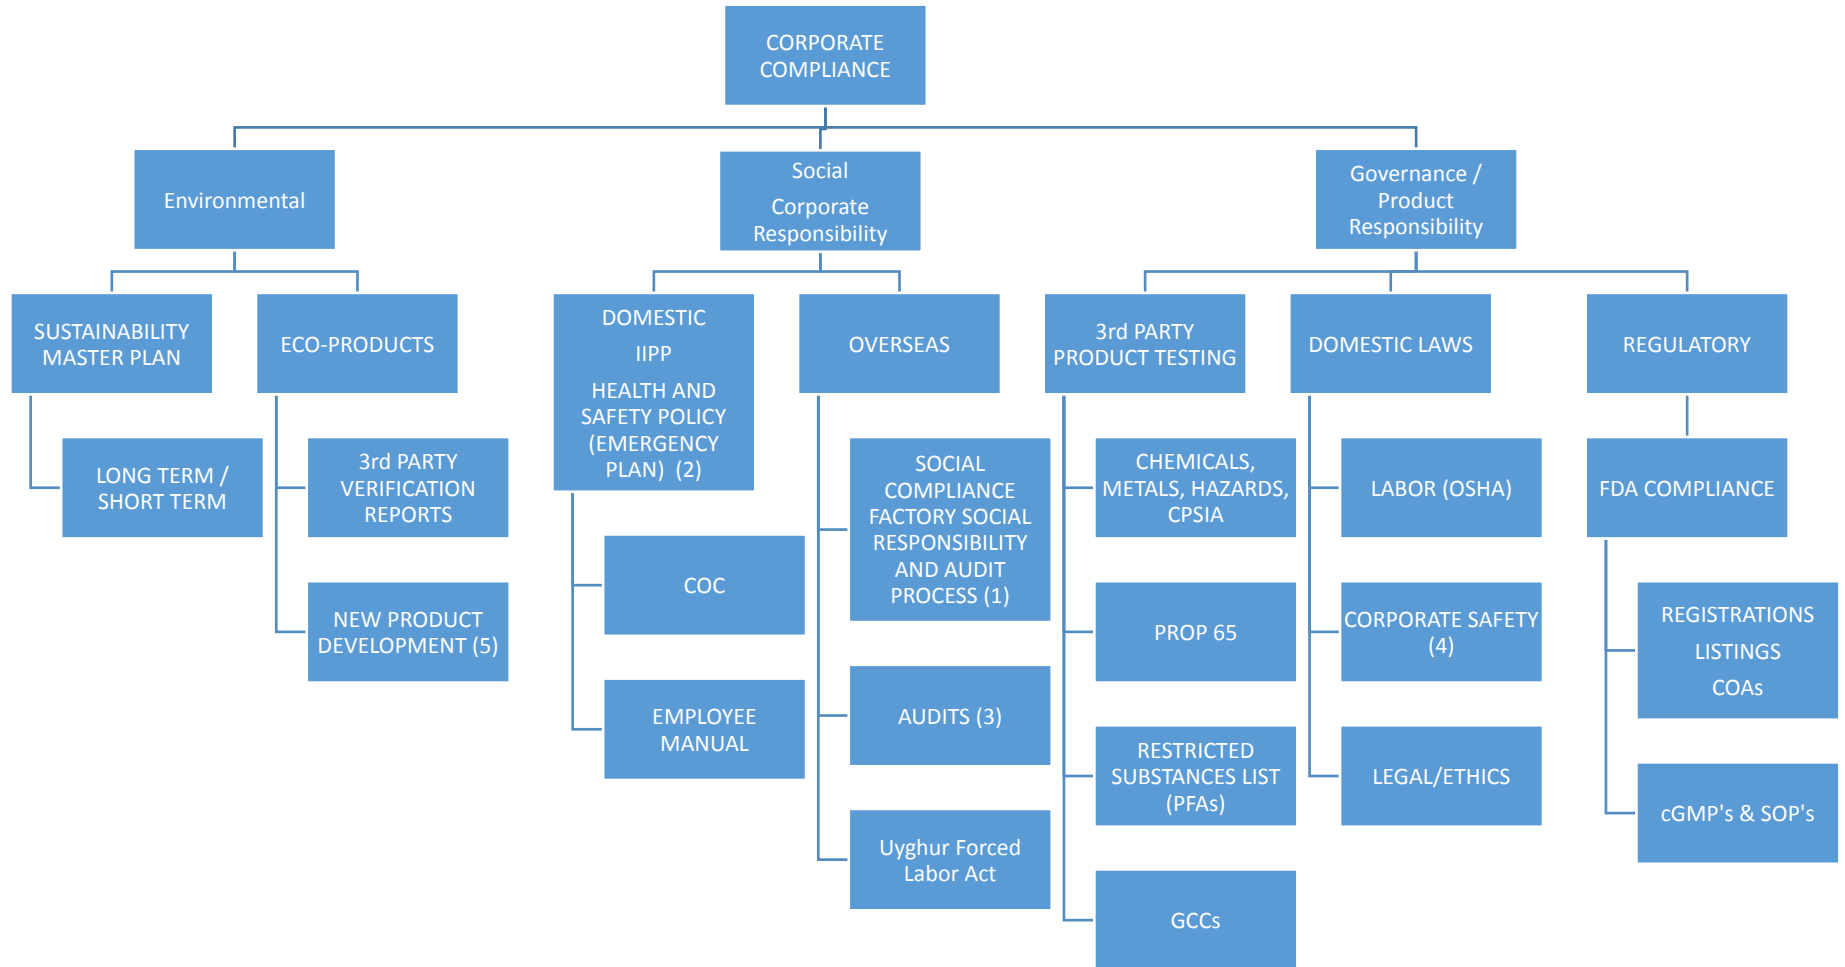 CORPORATE
COMPLIANCE
Environmental
Social
Corporate
Responsibility
Governance /
Product
Responsibility
SUSTAINABILITY
MASTER PLAN
ECO-PRODUCTS
DOMESTIC
IIPP
HEALTH AND
SAFETY POLICY
(EMERGENCY
PLAN)  (2)
OVERSEAS
3rd PARTY
PRODUCT TESTING
DOMESTIC LAWS
REGULATORY
LONG TERM /
SHORT TERM
3rd PARTY
VERIFICATION
REPORTS
NEW PRODUCT
DEVELOPMENT (5)
COC
EMPLOYEE
MANUAL
SOCIAL
COMPLIANCE
FACTORY SOCIAL
RESPONSIBILITY
AND AUDIT
PROCESS (1)
AUDITS (3)
Uyghur Forced
Labor Act
CHEMICALS,
METALS, HAZARDS,
CPSIA
PROP 65
RESTRICTED
SUBSTANCES LIST
(PFAs)
GCCs
LABOR (OSHA)
CORPORATE SAFETY
(4)
LEGAL/ETHICS
FDA COMPLIANCE
REGISTRATIONS
LISTINGS
COAs
cGMP's & SOP's